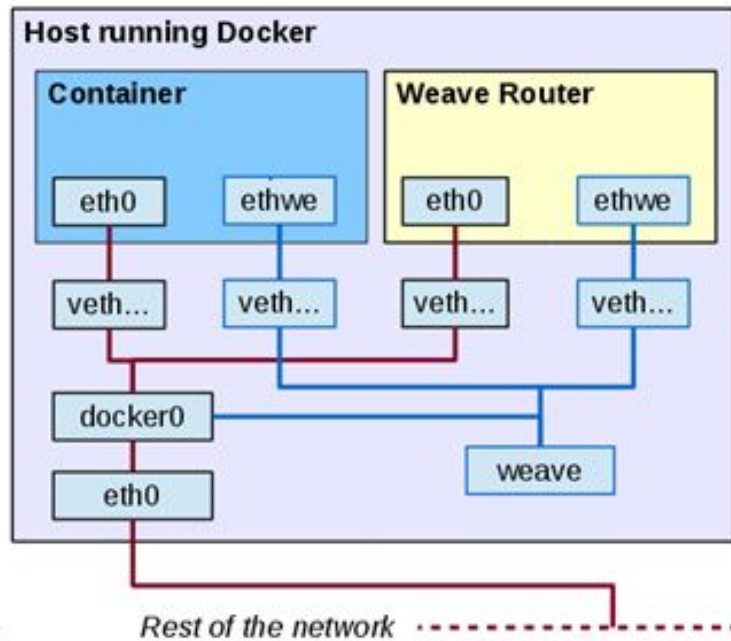 Host running Docker
Container
Weave Router
eth0
ethwe
eth0
ethwe
veth...
veth...
veth...
veth...
docker0
weave
eth0
Rest of the network